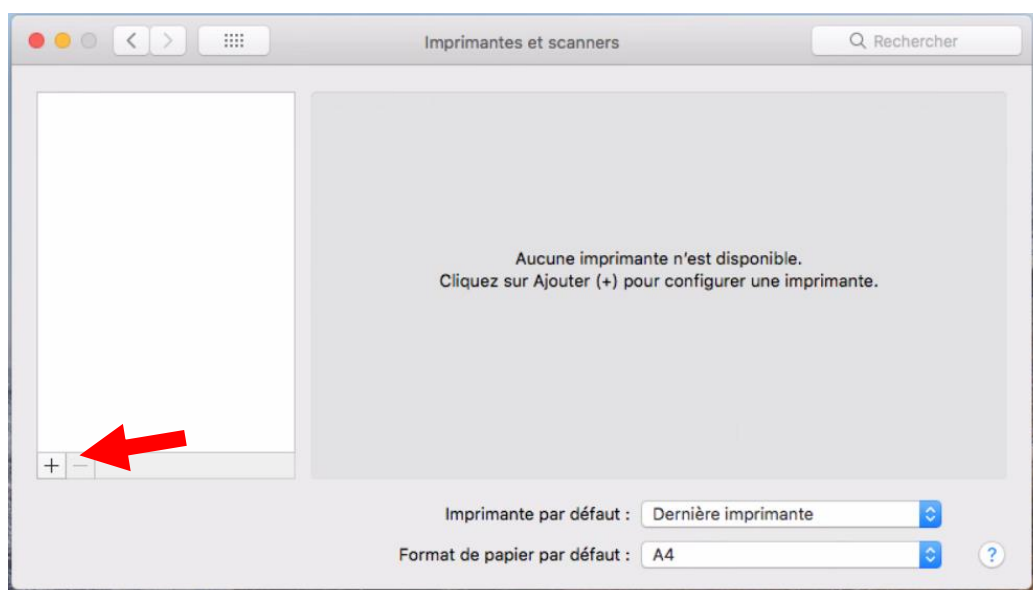 Imprimantes et scanners
Rechercher
Aucune imprimante n'est disponible.
Cliquez sur Ajouter (+) pour configurer une imprimante.
+ −
Imprimante par défaut : Dernière imprimante
Format de papier par défaut : A4 ?